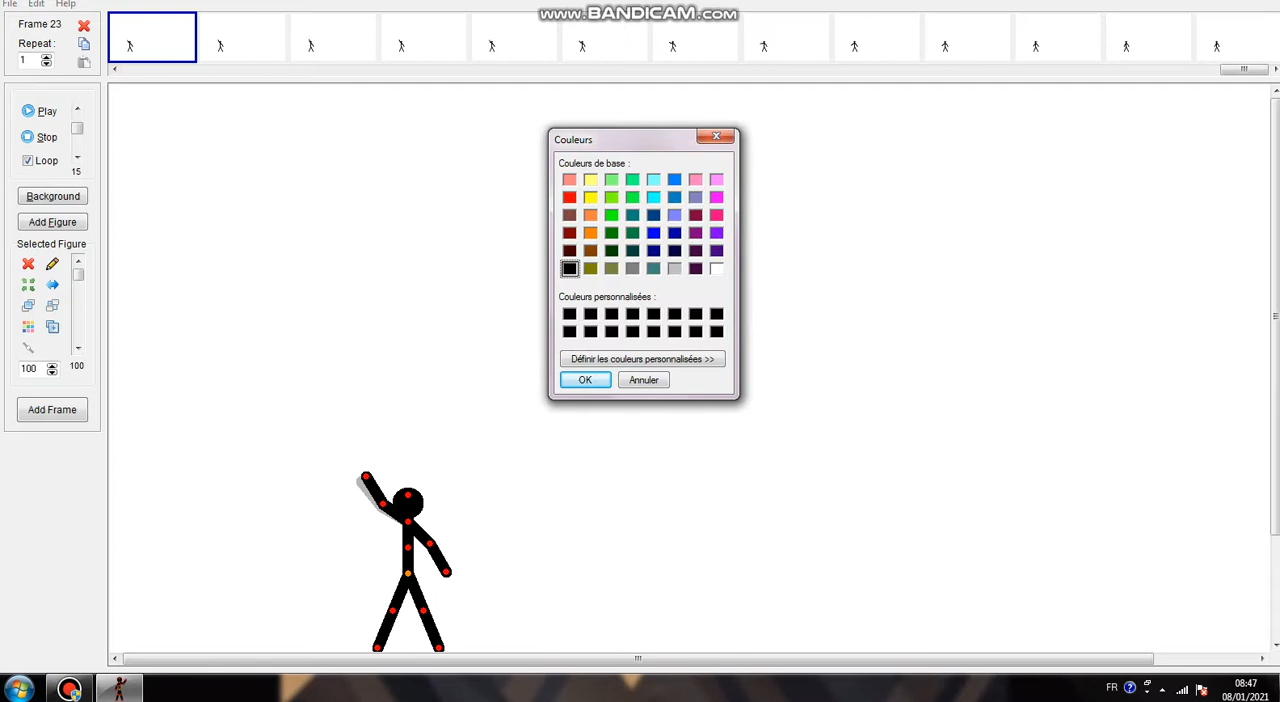 File Edit Help
www.BANDICAM.com
Frame 23
Repeat :
1
Play
Stop
Loop
15
Background
Add Figure
Selected Figure
100
100
Add Frame
Couleurs
Couleurs de base :
Couleurs personnalisées :
Définir les couleurs personnalisées >>
OK Annuler
FR
08:47
08/01/2021